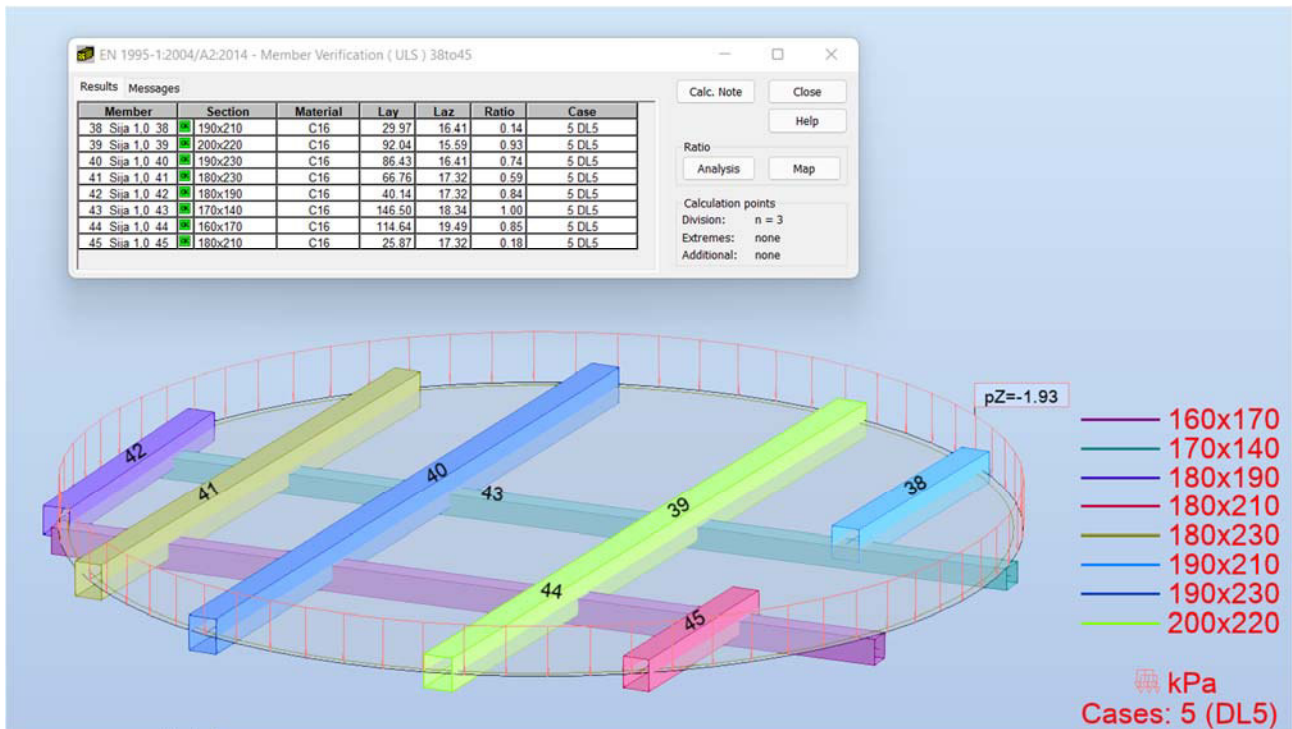 EN 1995-1:2004/A2:2014 - Member Verification ( ULS ) 38to45
Results Messages
Member Section Material Lay Laz Ratio Case
38 Sija 1,0 38 OK 190x210 C16 29.97 16.41 0.14 5 DL5
39 Sija 1,0 39 OK 200x220 C16 92.04 15.59 0.93 5 DL5
40 Sija 1,0 40 OK 190x230 C16 86.43 16.41 0.74 5 DL5
41 Sija 1,0 41 OK 180x230 C16 66.76 17.32 0.59 5 DL5
42 Sija 1,0 42 OK 180x190 C16 40.14 17.32 0.84 5 DL5
43 Sija 1,0 43 OK 170x140 C16 146.50 18.34 1.00 5 DL5
44 Sija 1,0 44 OK 160x170 C16 114.64 19.49 0.85 5 DL5
45 Sija 1,0 45 OK 180x210 C16 25.87 17.32 0.18 5 DL5
Calc. Note Close
Help
Ratio
Analysis Map
Calculation points
Division: n = 3
Extremes: none
Additional: none
pZ=-1.93
42
41
40
43
39
38
44
45
160x170
170x140
180x190
180x210
180x230
190x210
190x230
200x220
kPa
Cases: 5 (DL5)